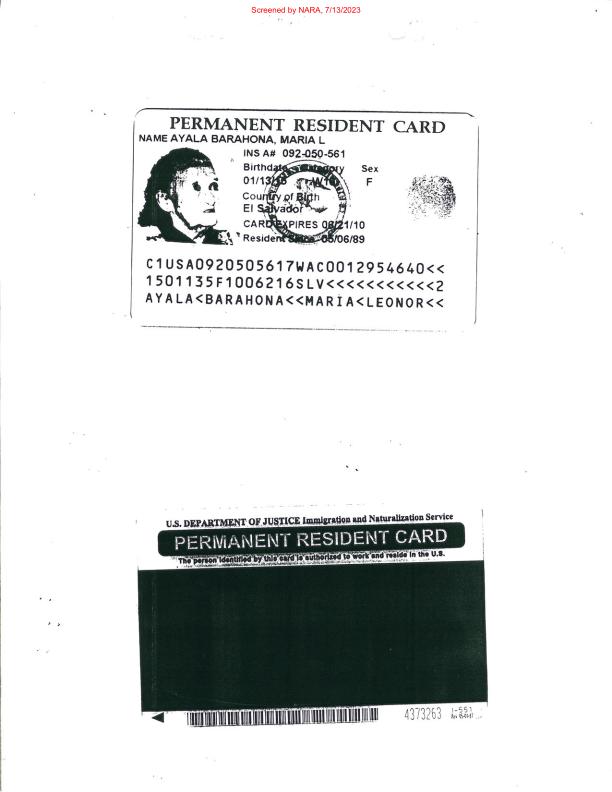 Screened by NARA, 7/13/2023
PERMANENT RESIDENT CARD
NAME AYALA BARAHONA, MARIA L
INS A# 092-050-561
Birthdate Category Sex
01/13/15 W16 F
Country of Birth
El Salvador
CARD EXPIRES 06/21/10
Resident Since 05/06/89
C1USA0920505617WAC0012954640<<
1501135F1006216SLV<<<<<<<<<<<2
AYALA<BARAHONA<<MARIA<LEONOR<<
U.S. DEPARTMENT OF JUSTICE Immigration and Naturalization Service
PERMANENT RESIDENT CARD
The person identified by this card is authorized to work and reside in the U.S.
4373263 I-551